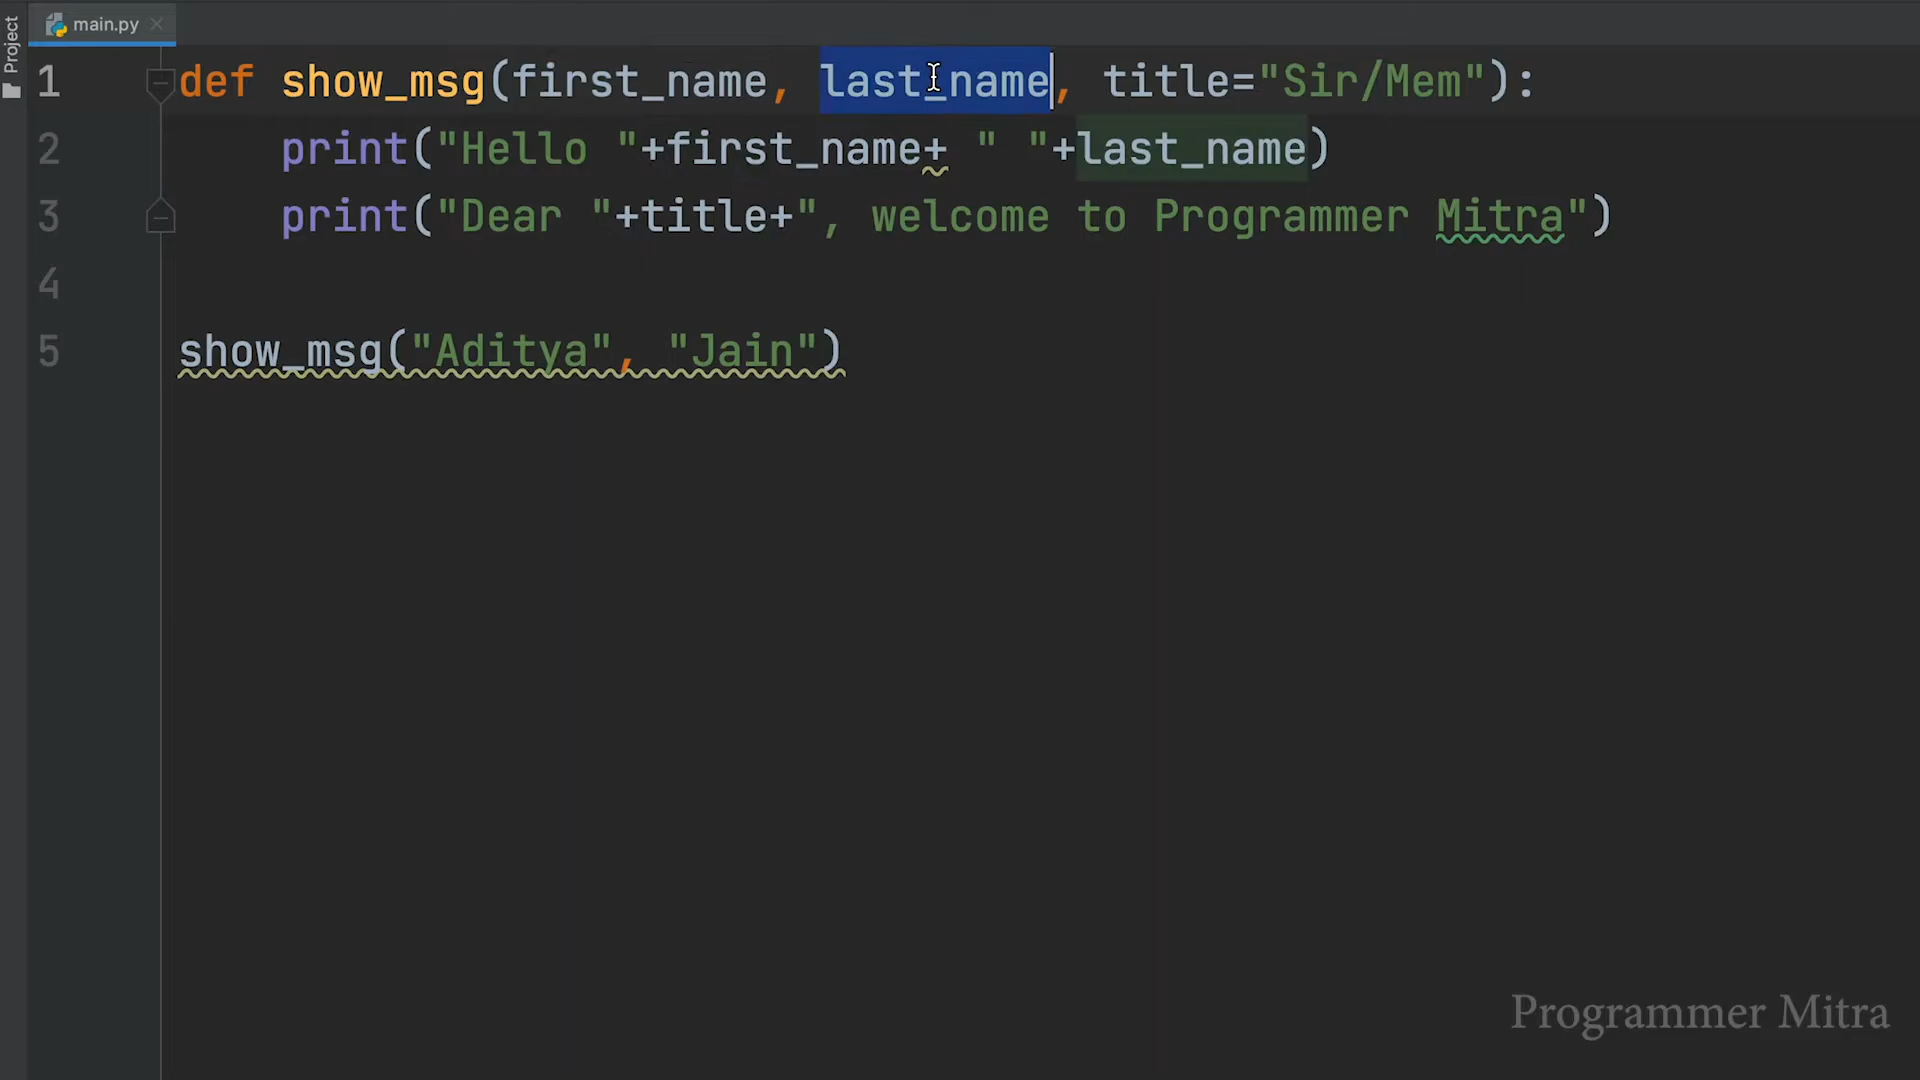 Project
main.py
1 def show_msg(first_name, last_name, title="Sir/Mem"):
2     print("Hello "+first_name+ " "+last_name)
3     print("Dear "+title+", welcome to Programmer Mitra")
4
5 show_msg("Aditya", "Jain")
Programmer Mitra